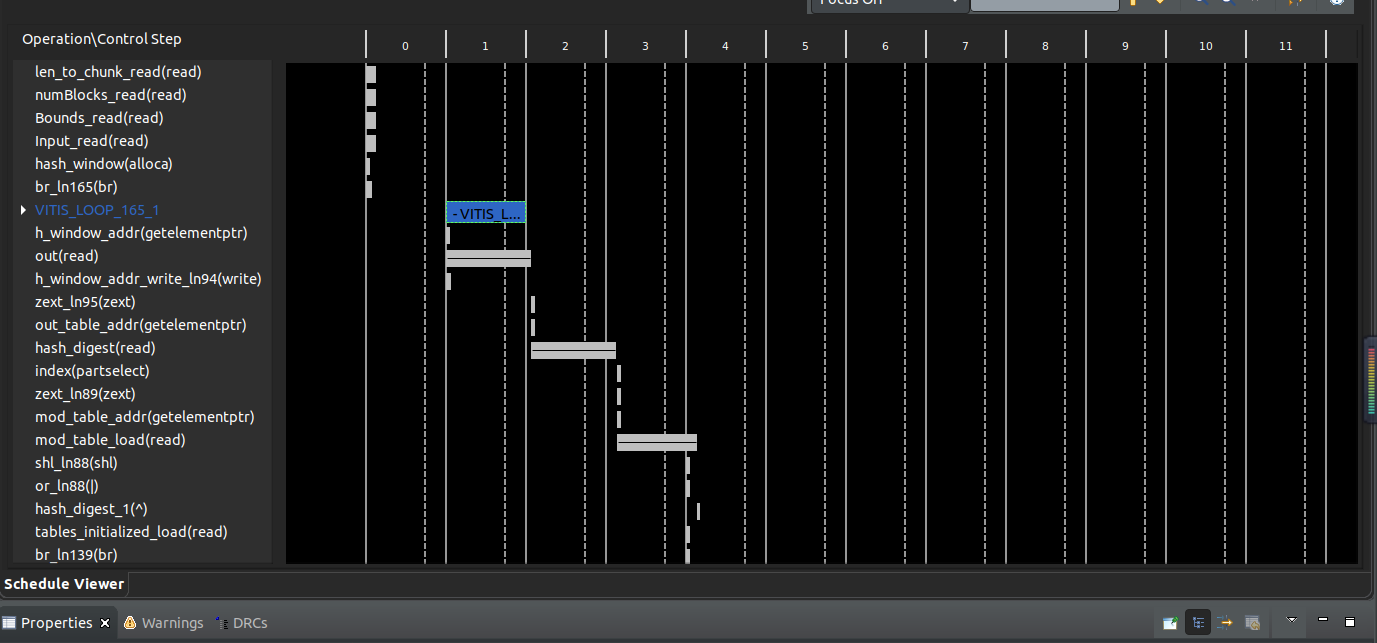 Focus Off
Operation\Control Step 0 1 2 3 4 5 6 7 8 9 10 11
len_to_chunk_read(read)
numBlocks_read(read)
Bounds_read(read)
Input_read(read)
hash_window(alloca)
br_ln165(br)
VITIS_LOOP_165_1 - VITIS_L...
h_window_addr(getelementptr)
out(read)
h_window_addr_write_ln94(write)
zext_ln95(zext)
out_table_addr(getelementptr)
hash_digest(read)
index(partselect)
zext_ln89(zext)
mod_table_addr(getelementptr)
mod_table_load(read)
shl_ln88(shl)
or_ln88(|)
hash_digest_1(^)
tables_initialized_load(read)
br_ln139(br)
Schedule Viewer
Properties Warnings DRCs